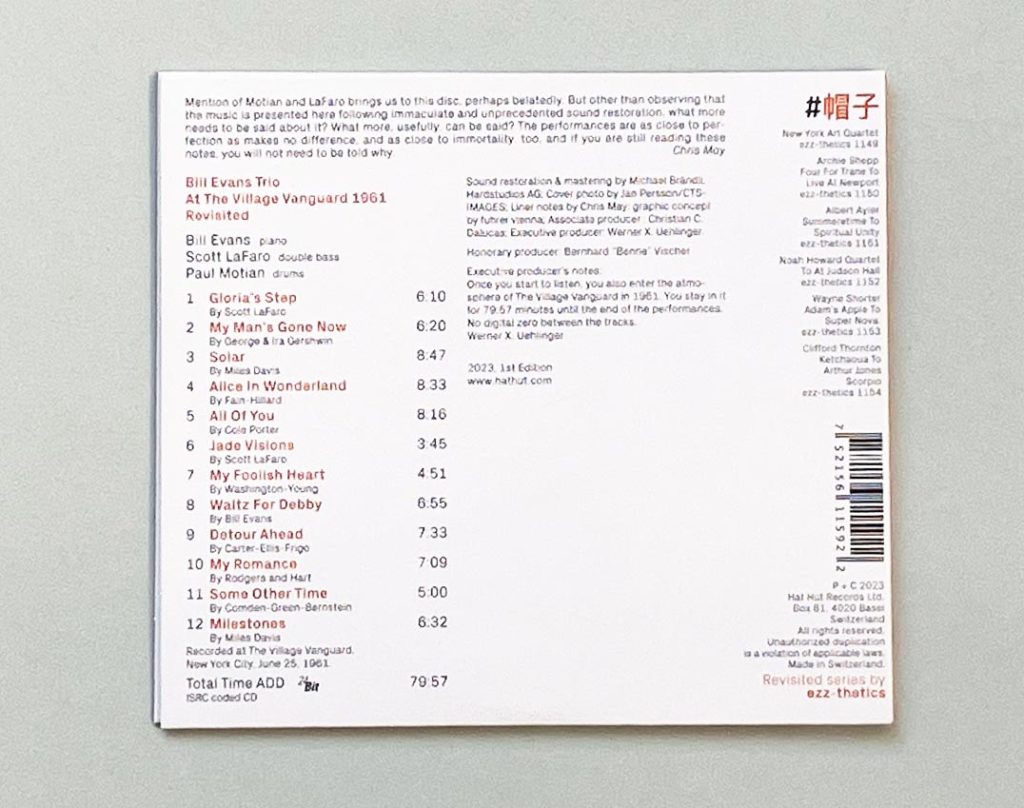 Mention of Motian and LaFaro brings us to this disc, perhaps belatedly. But other than observing that
the music is presented here following immaculate and unprecedented sound restoration, what more
needs to be said about it? What more, usefully, can be said? The performances are as close to per-
fection as makes no difference, and as close to immortality, too, and if you are still reading these
notes, you will not need to be told why. Chris May
Bill Evans Trio
At The Village Vanguard 1961
Revisited
Bill Evans piano
Scott LaFaro double bass
Paul Motian drums
1 Gloria's Step 6:10
By Scott LaFaro
2 My Man's Gone Now 6:20
By George & Ira Gershwin
3 Solar 8:47
By Miles Davis
4 Alice In Wonderland 8:33
By Fain-Hilliard
5 All Of You 8:16
By Cole Porter
6 Jade Visions 3:45
By Scott LaFaro
7 My Foolish Heart 4:51
By Washington-Young
8 Waltz For Debby 6:55
By Bill Evans
9 Detour Ahead 7:33
By Carter-Ellis-Frigo
10 My Romance 7:09
By Rodgers and Hart
11 Some Other Time 5:00
By Comden-Green-Bernstein
12 Milestones 6:32
By Miles Davis
Recorded at The Village Vanguard,
New York City, June 25, 1961.
Total Time ADD 24 Bit 79:57
ISRC coded CD
Sound restoration & mastering by Michael Brändli,
Hardstudios AG; Cover photo by Jan Persson/CTS-
IMAGES; Liner notes by Chris May; graphic concept
by fuhrer vienna; Associate producer: Christian C.
Dalucas; Executive producer: Werner X. Uehlinger
Honorary producer: Bernhard "Benne" Vischer
Executive producer's notes:
Once you start to listen, you also enter the atmo-
sphere of The Village Vanguard in 1961. You stay in it
for 79:57 minutes until the end of the performances.
No digital zero between the tracks.
Werner X. Uehlinger
2023, 1st Edition
www.hathut.com
#帽子
New York Art Quartet
ezz-thetics 1149
Archie Shepp
Four For Trane To
Live At Newport
ezz-thetics 1150
Albert Ayler
Summertime To
Spiritual Unity
ezz-thetics 1151
Noah Howard Quartet
To At Judson Hall
ezz-thetics 1152
Wayne Shorter
Adam's Apple To
Super Nova
ezz-thetics 1153
Clifford Thornton
Ketchaoua To
Arthur Jones
Scorpio
ezz-thetics 1154
7 52156 11592 2
P + C 2023
Hat Hut Records Ltd.
Box 81, 4020 Basel
Switzerland
All rights reserved.
Unauthorized duplication
is a violation of applicable laws.
Made in Switzerland.
Revisited series by
ezz-thetics